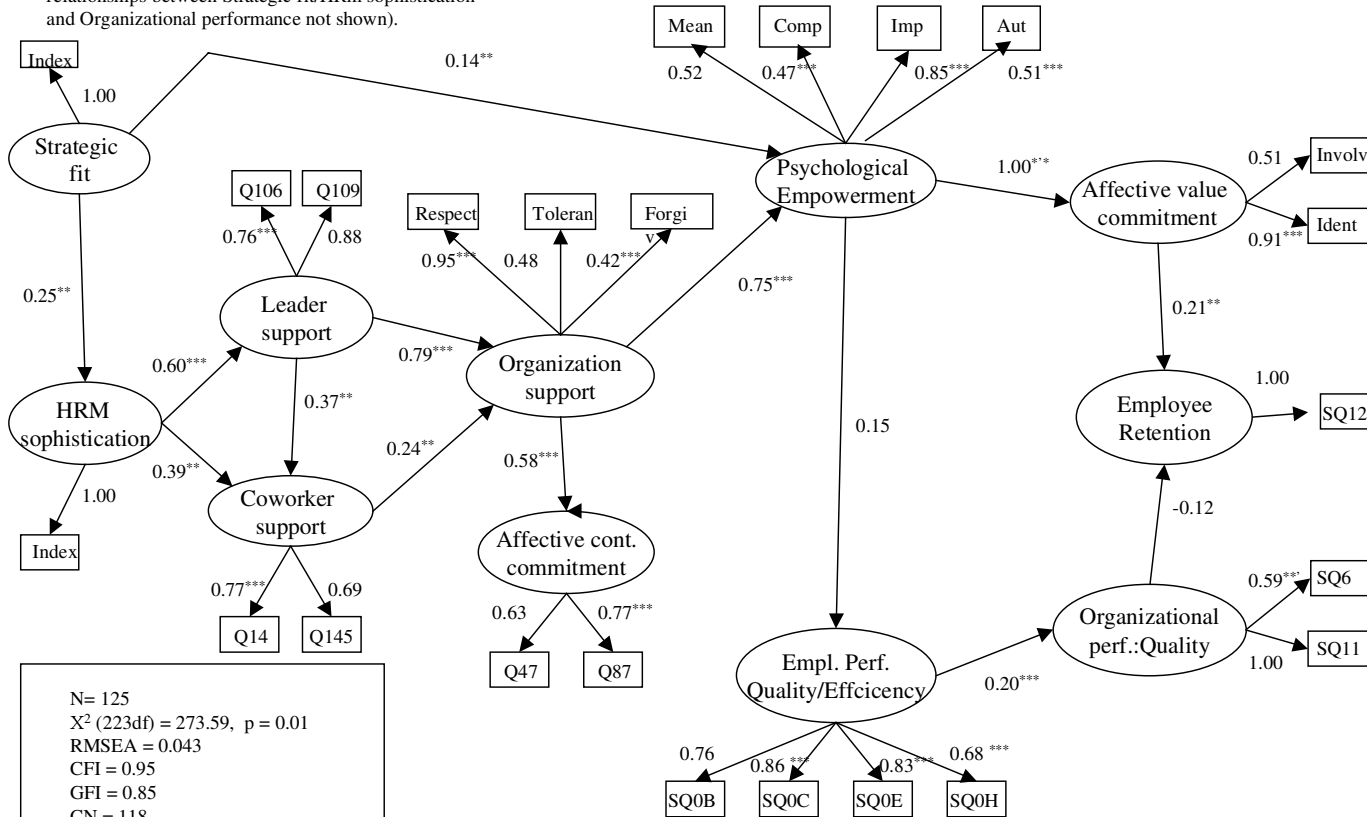 relationships between Strategic fit/HRM sophistication
and Organizational performance not shown).
Mean
Comp
Imp
Aut
0.52
0.47***
0.85***
0.51***
Index
1.00
0.14**
Strategic
fit
Psychological
Empowerment
1.00***
Affective value
commitment
0.51
Involv
0.91***
Ident
Q106
Q109
0.76***
0.88
Respect
Toleran
Forgi
v
0.95***
0.48
0.42***
0.25**
Leader
support
0.75***
0.21**
0.60***
0.79***
Organization
support
HRM
sophistication
0.37**
0.39**
0.24**
1.00
Index
Coworker
support
0.58***
0.15
Employee
Retention
1.00
SQ12
-0.12
0.77***
0.69
Q14
Q145
Affective cont.
commitment
0.63
0.77***
Q47
Q87
Organizational
perf.:Quality
0.59***
SQ6
1.00
SQ11
Empl. Perf.
Quality/Effcicency
0.20***
0.76
0.86 ***
0.83***
0.68 ***
SQ0B
SQ0C
SQ0E
SQ0H
N= 125
X² (223df) = 273.59, p = 0.01
RMSEA = 0.043
CFI = 0.95
GFI = 0.85
CN = 118